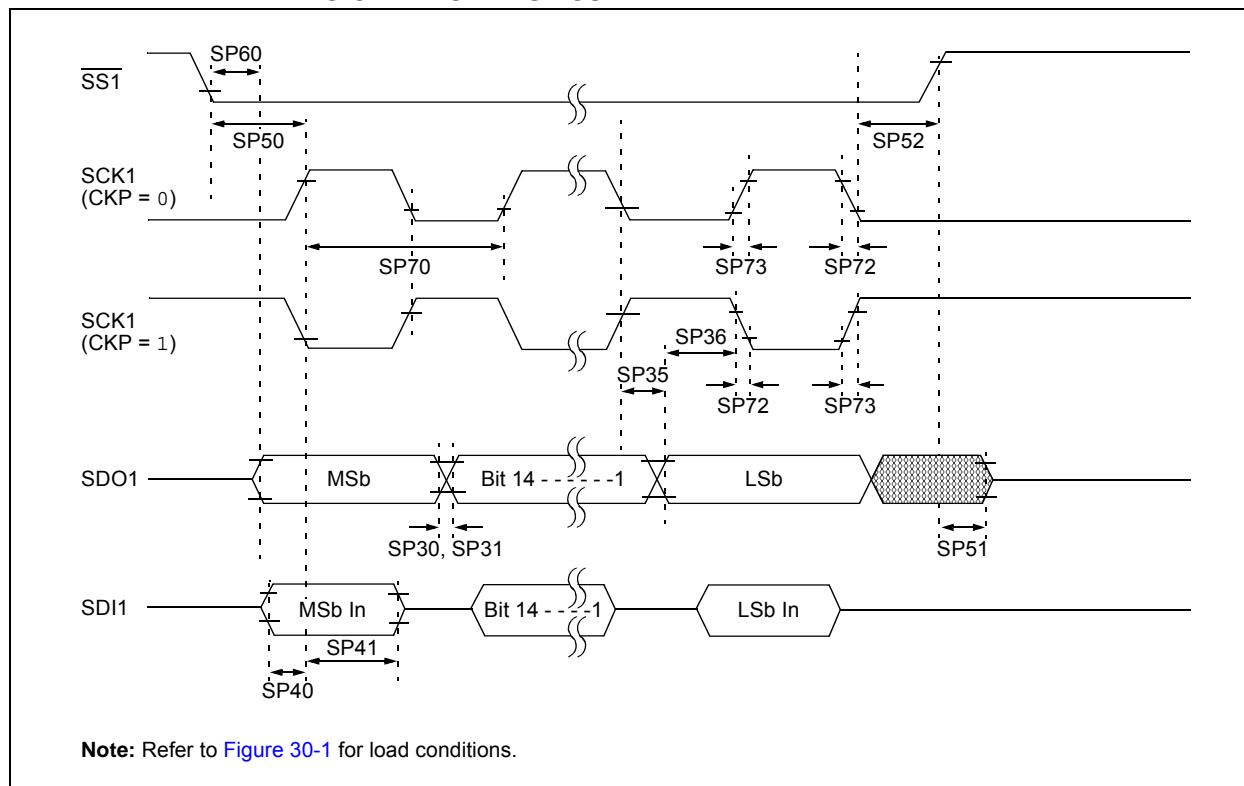 SP60
SS1
SP50
SP52
SCK1
(CKP = 0)
SP70
SP73
SP72
SCK1
(CKP = 1)
SP36
SP35
SP72
SP73
SDO1
MSb
Bit 14 - - - - - -1
LSb
SP30, SP31
SP51
SDI1
MSb In
Bit 14 - - - -1
LSb In
SP41
SP40
Note: Refer to Figure 30-1 for load conditions.